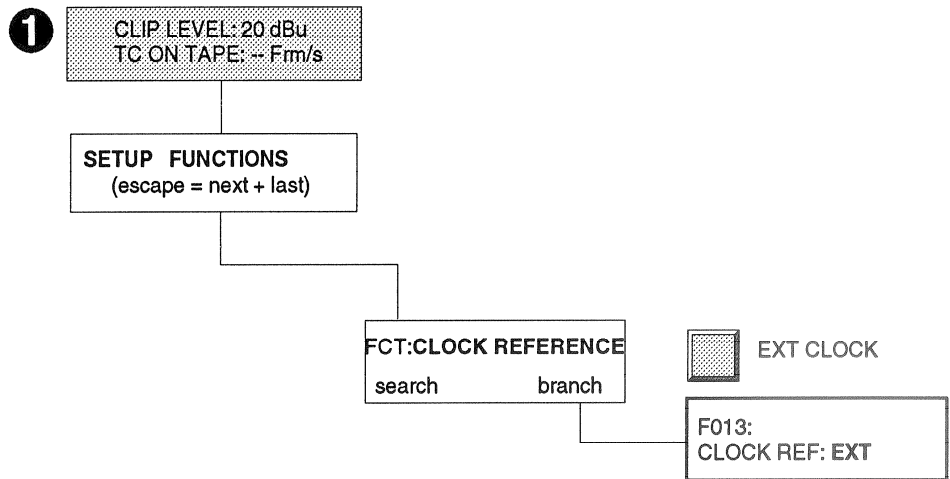 1
CLIP LEVEL: 20 dBu
TC ON TAPE: -- Frm/s
SETUP FUNCTIONS
(escape = next + last)
FCT:CLOCK REFERENCE
search branch
EXT CLOCK
F013:
CLOCK REF: EXT